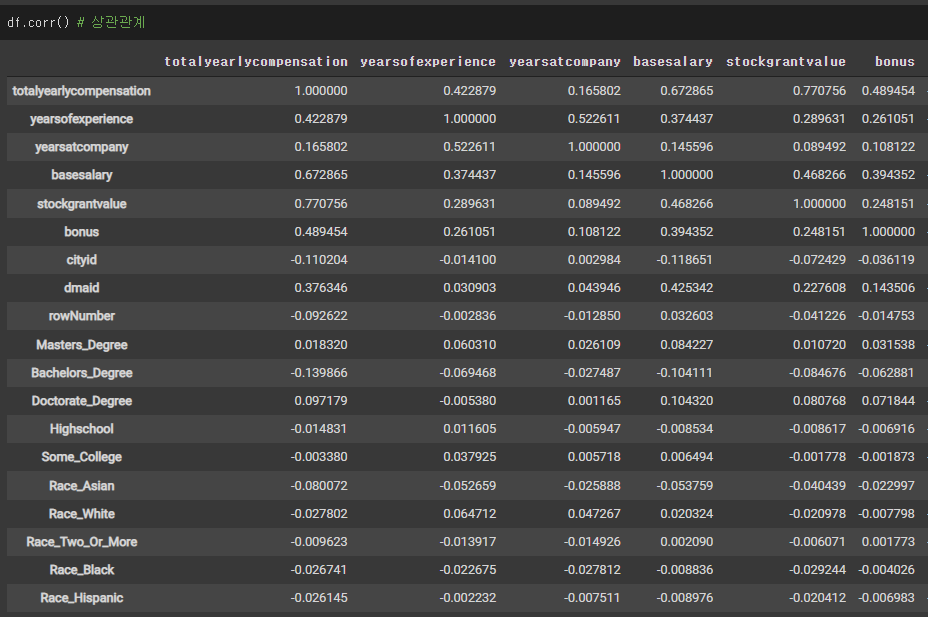 df.corr() # 상관관계
totalyearlycompensation yearsofexperience yearsatcompany basesalary stockgrantvalue bonus
totalyearlycompensation 1.000000 0.422879 0.165802 0.672865 0.770756 0.489454
yearsofexperience 0.422879 1.000000 0.522611 0.374437 0.289631 0.261051
yearsatcompany 0.165802 0.522611 1.000000 0.145596 0.089492 0.108122
basesalary 0.672865 0.374437 0.145596 1.000000 0.468266 0.394352
stockgrantvalue 0.770756 0.289631 0.089492 0.468266 1.000000 0.248151
bonus 0.489454 0.261051 0.108122 0.394352 0.248151 1.000000
cityid -0.110204 -0.014100 0.002984 -0.118651 -0.072429 -0.036119
dmaid 0.376346 0.030903 0.043946 0.425342 0.227608 0.143506
rowNumber -0.092622 -0.002836 -0.012850 0.032603 -0.041226 -0.014753
Masters_Degree 0.018320 0.060310 0.026109 0.084227 0.010720 0.031538
Bachelors_Degree -0.139866 -0.069468 -0.027487 -0.104111 -0.084676 -0.062881
Doctorate_Degree 0.097179 -0.005380 0.001165 0.104320 0.080768 0.071844
Highschool -0.014831 0.011605 -0.005947 -0.008534 -0.008617 -0.006916
Some_College -0.003380 0.037925 0.005718 0.006494 -0.001778 -0.001873
Race_Asian -0.080072 -0.052659 -0.025888 -0.053759 -0.040439 -0.022997
Race_White -0.027802 0.064712 0.047267 0.020324 -0.020978 -0.007798
Race_Two_Or_More -0.009623 -0.013917 -0.014926 0.002090 -0.006071 0.001773
Race_Black -0.026741 -0.022675 -0.027812 -0.008836 -0.029244 -0.004026
Race_Hispanic -0.026145 -0.002232 -0.007511 -0.008976 -0.020412 -0.006983